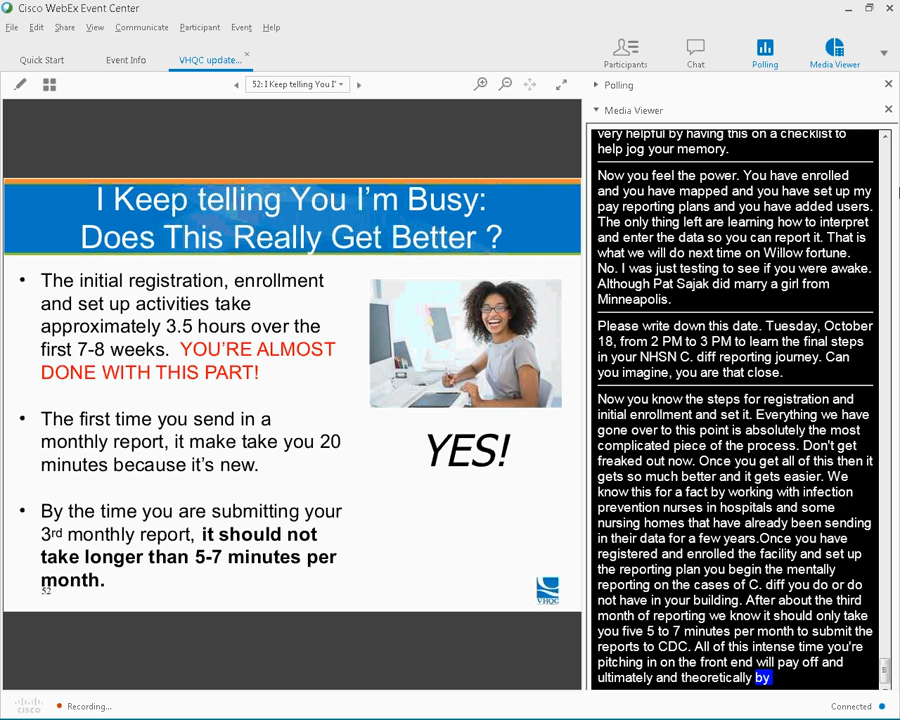 Cisco WebEx Event Center
File Edit Share View Communicate Participant Event Help
Quick Start Event Info VHQC update...
Participants Chat Polling Media Viewer
52: I Keep telling You I'
I Keep telling You I'm Busy:
Does This Really Get Better ?
• The initial registration, enrollment
and set up activities take
approximately 3.5 hours over the
first 7-8 weeks. YOU'RE ALMOST
DONE WITH THIS PART!
• The first time you send in a
monthly report, it make take you 20
minutes because it's new.
• By the time you are submitting your
3rd monthly report, it should not
take longer than 5-7 minutes per
month.
52
YES!
VHQC
Polling
Media Viewer
very helpful by having this on a checklist to
help jog your memory.
Now you feel the power. You have enrolled
and you have mapped and you have set up my
pay reporting plans and you have added users.
The only thing left are learning how to interpret
and enter the data so you can report it. That is
what we will do next time on Willow fortune.
No. I was just testing to see if you were awake.
Although Pat Sajak did marry a girl from
Minneapolis.
Please write down this date. Tuesday, October
18, from 2 PM to 3 PM to learn the final steps
in your NHSN C. diff reporting journey. Can
you imagine, you are that close.
Now you know the steps for registration and
initial enrollment and set it. Everything we have
gone over to this point is absolutely the most
complicated piece of the process. Don't get
freaked out now. Once you get all of this then it
gets so much better and it gets easier. We
know this for a fact by working with infection
prevention nurses in hospitals and some
nursing homes that have already been sending
in their data for a few years.Once you have
registered and enrolled the facility and set up
the reporting plan you begin the mentally
reporting on the cases of C. diff you do or do
not have in your building. After about the third
month of reporting we know it should only take
you five 5 to 7 minutes per month to submit the
reports to CDC. All of this intense time you're
pitching in on the front end will pay off and
ultimately and theoretically by
cisco
Recording...
Connected